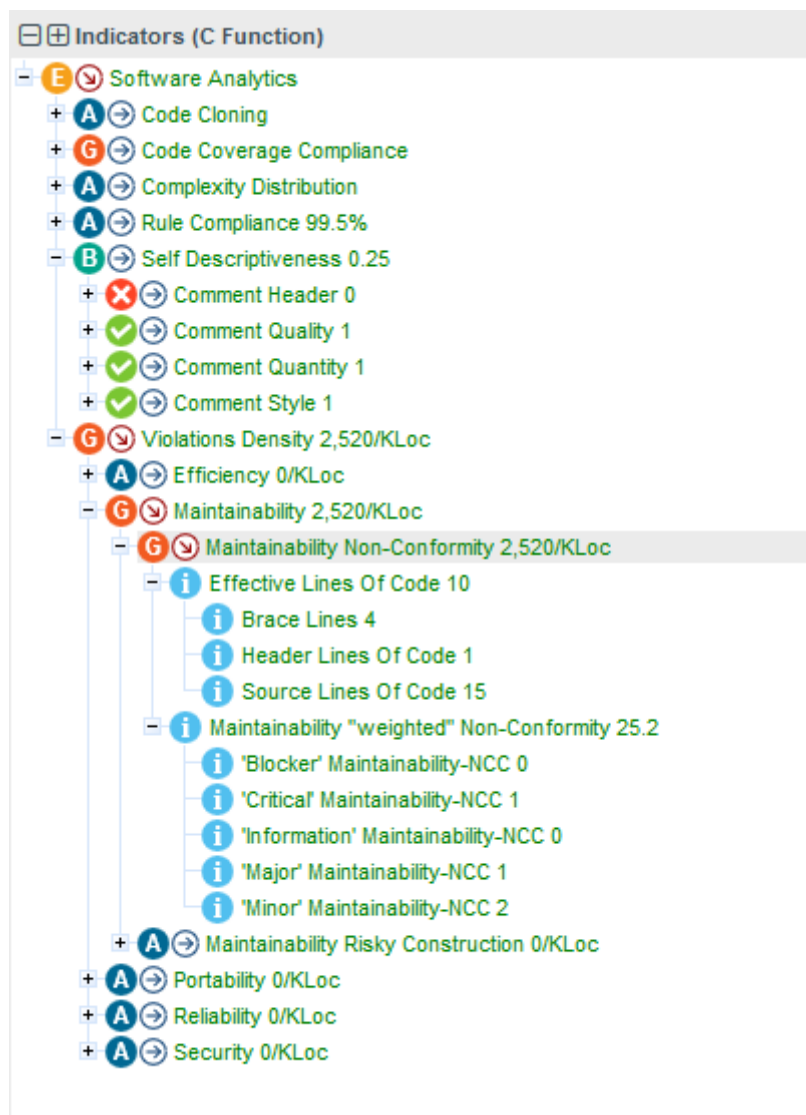 Indicators (C Function)
E Software Analytics
A Code Cloning
G Code Coverage Compliance
A Complexity Distribution
A Rule Compliance 99.5%
B Self Descriptiveness 0.25
Comment Header 0
Comment Quality 1
Comment Quantity 1
Comment Style 1
G Violations Density 2,520/KLoc
A Efficiency 0/KLoc
G Maintainability 2,520/KLoc
G Maintainability Non-Conformity 2,520/KLoc
i Effective Lines Of Code 10
i Brace Lines 4
i Header Lines Of Code 1
i Source Lines Of Code 15
i Maintainability "weighted" Non-Conformity 25.2
i 'Blocker' Maintainability-NCC 0
i 'Critical' Maintainability-NCC 1
i 'Information' Maintainability-NCC 0
i 'Major' Maintainability-NCC 1
i 'Minor' Maintainability-NCC 2
A Maintainability Risky Construction 0/KLoc
A Portability 0/KLoc
A Reliability 0/KLoc
A Security 0/KLoc